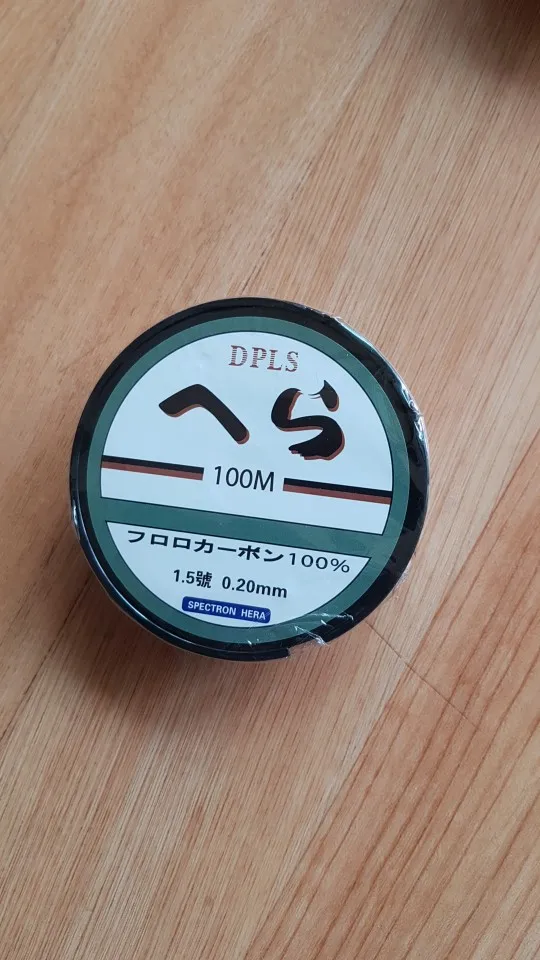 DPLS
へら
100M
フロロカーボン100%
1.5號 0.20mm
SPECTRON HERA